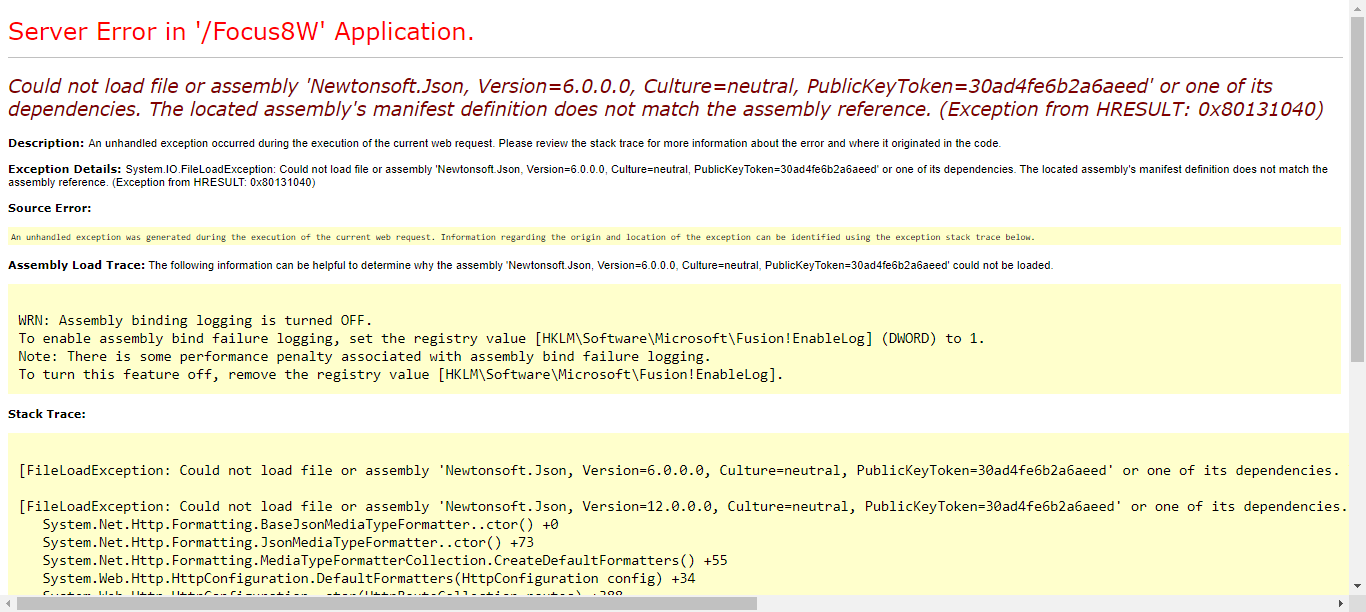 Server Error in '/Focus8W' Application.
Could not load file or assembly 'Newtonsoft.Json, Version=6.0.0.0, Culture=neutral, PublicKeyToken=30ad4fe6b2a6aeed' or one of its
dependencies. The located assembly's manifest definition does not match the assembly reference. (Exception from HRESULT: 0x80131040)
Description: An unhandled exception occurred during the execution of the current web request. Please review the stack trace for more information about the error and where it originated in the code.
Exception Details: System.IO.FileLoadException: Could not load file or assembly 'Newtonsoft.Json, Version=6.0.0.0, Culture=neutral, PublicKeyToken=30ad4fe6b2a6aeed' or one of its dependencies. The located assembly's manifest definition does not match the
assembly reference. (Exception from HRESULT: 0x80131040)
Source Error:
An unhandled exception was generated during the execution of the current web request. Information regarding the origin and location of the exception can be identified using the exception stack trace below.
Assembly Load Trace: The following information can be helpful to determine why the assembly 'Newtonsoft.Json, Version=6.0.0.0, Culture=neutral, PublicKeyToken=30ad4fe6b2a6aeed' could not be loaded.
WRN: Assembly binding logging is turned OFF.
To enable assembly bind failure logging, set the registry value [HKLM\Software\Microsoft\Fusion!EnableLog] (DWORD) to 1.
Note: There is some performance penalty associated with assembly bind failure logging.
To turn this feature off, remove the registry value [HKLM\Software\Microsoft\Fusion!EnableLog].
Stack Trace:
[FileLoadException: Could not load file or assembly 'Newtonsoft.Json, Version=6.0.0.0, Culture=neutral, PublicKeyToken=30ad4fe6b2a6aeed' or one of its dependencies.
[FileLoadException: Could not load file or assembly 'Newtonsoft.Json, Version=12.0.0.0, Culture=neutral, PublicKeyToken=30ad4fe6b2a6aeed' or one of its dependencies.
System.Net.Http.Formatting.BaseJsonMediaTypeFormatter..ctor() +0
System.Net.Http.Formatting.JsonMediaTypeFormatter..ctor() +73
System.Net.Http.Formatting.MediaTypeFormatterCollection.CreateDefaultFormatters() +55
System.Web.Http.HttpConfiguration.DefaultFormatters(HttpConfiguration config) +34